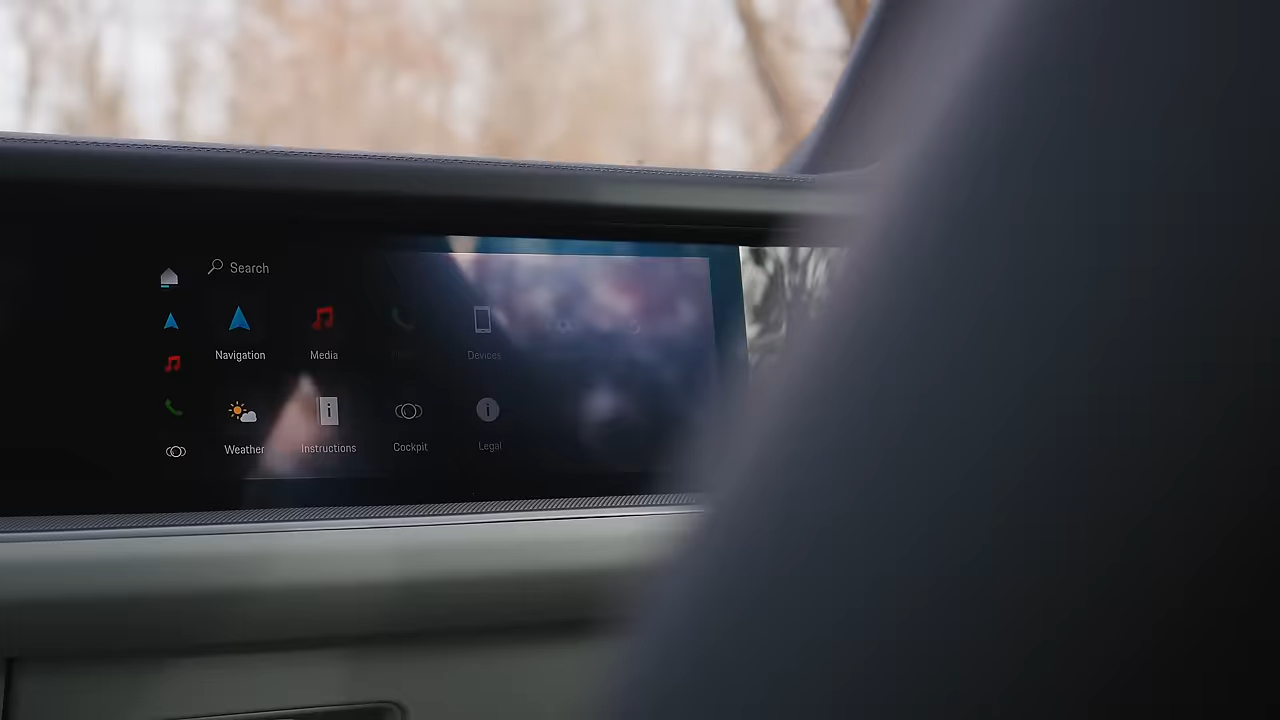 Search
Navigation
Media
Devices
Weather
Instructions
Cockpit
Legal